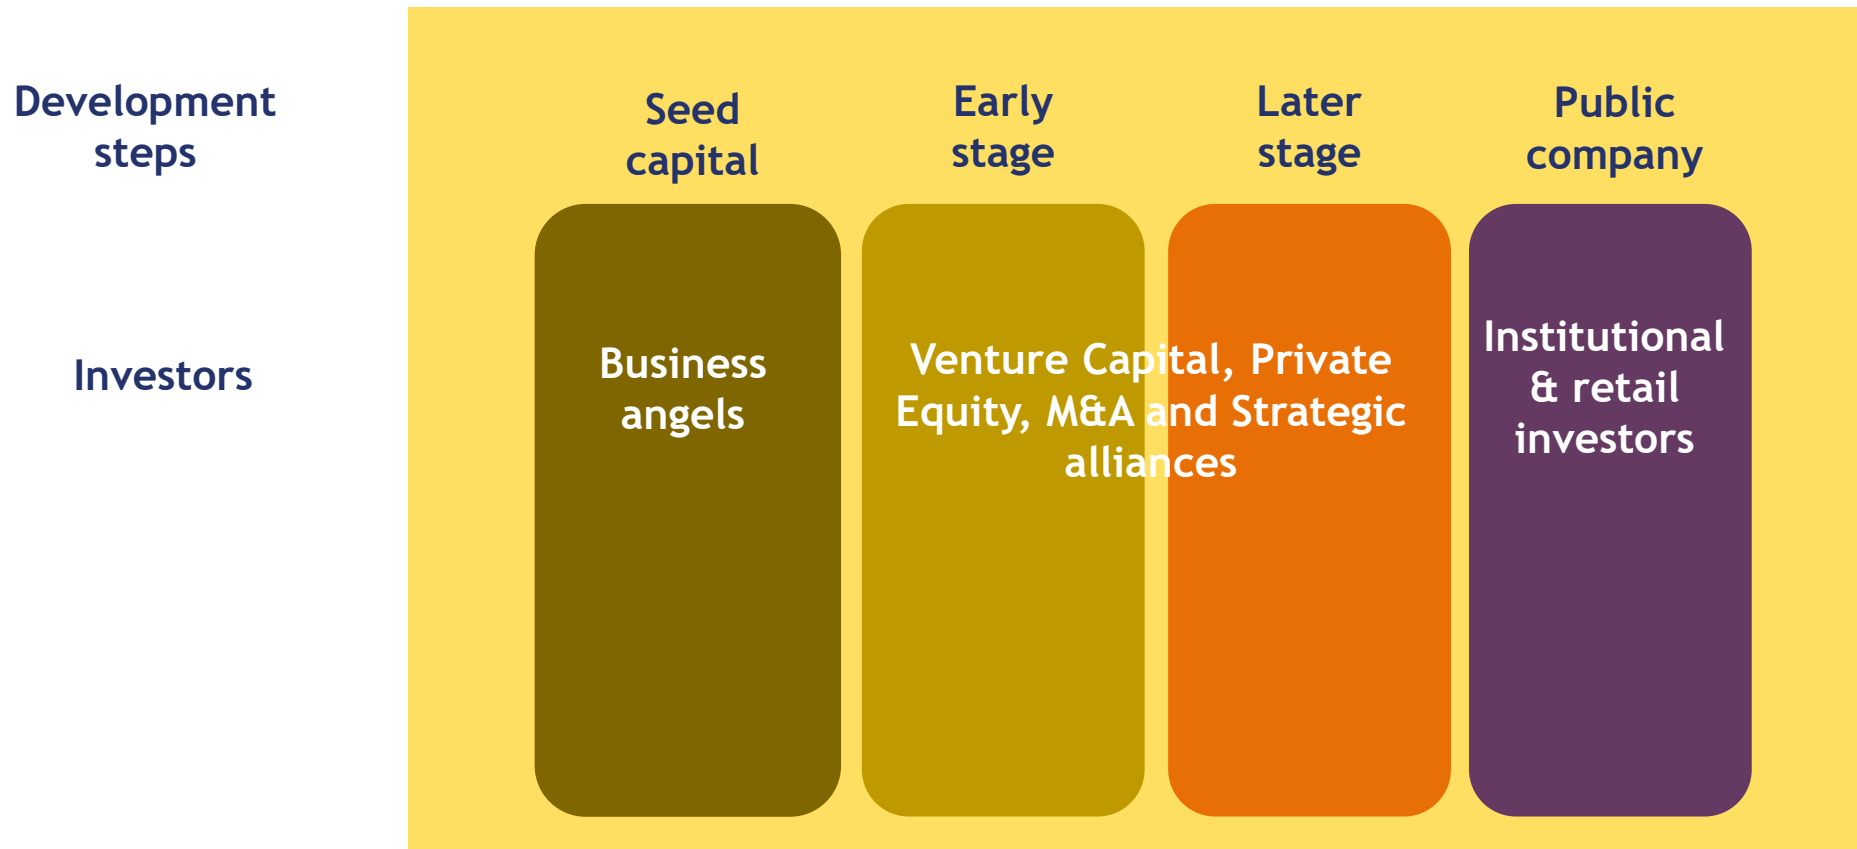 Development
steps
Seed
capital
Early
stage
Later
stage
Public
company
Investors
Business
angels
Venture Capital, Private
Equity, M&A and Strategic
alliances
Institutional
& retail
investors